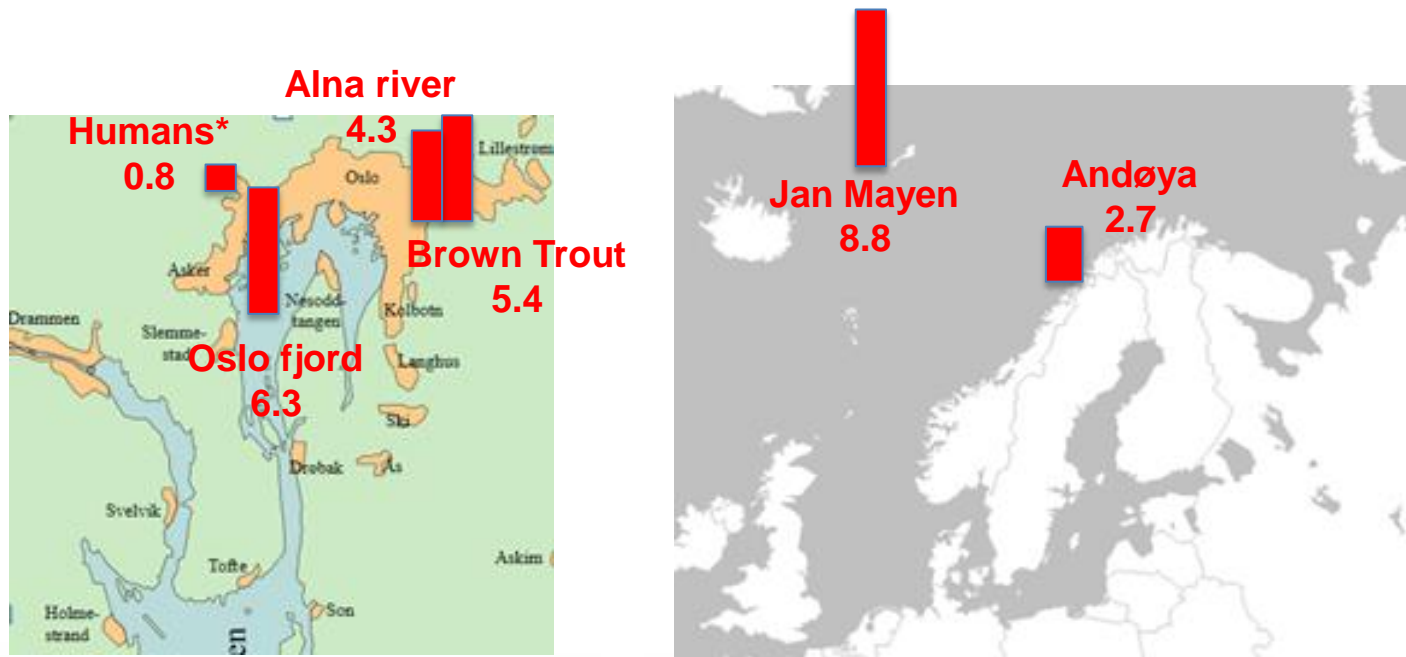 Alna river
4.3
Humans*
0.8
Lillestrøm
Oslo
Brown Trout
5.4
Asker
Nesodd-
tangen
Kolbotn
Drammen
Slemme-
stad
Oslo fjord
6.3
Langhus
Ski
Drøbak
Ås
Svelvik
Tofte
Askim
Holme-
strand
Son
en
Jan Mayen
8.8
Andøya
2.7